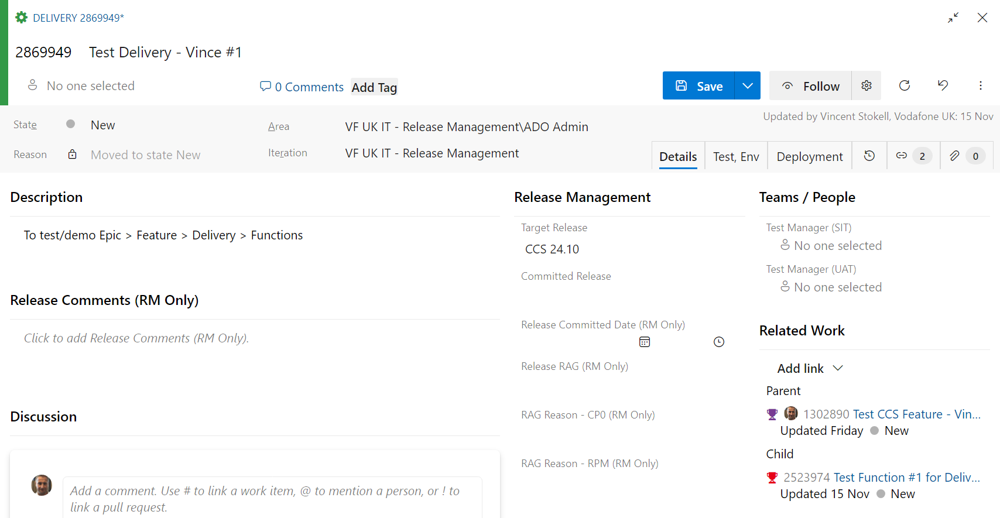 DELIVERY 2869949*
2869949 Test Delivery - Vince #1
No one selected
0 Comments
Add Tag
Save
Follow
State
New
Area
VF UK IT - Release Management\ADO Admin
Updated by Vincent Stokell, Vodafone UK: 15 Nov
Reason
Moved to state New
Iteration
VF UK IT - Release Management
Details
Test, Env
Deployment
2
0
Description
To test/demo Epic > Feature > Delivery > Functions
Release Comments (RM Only)
Click to add Release Comments (RM Only).
Discussion
Add a comment. Use # to link a work item, @ to mention a person, or ! to
link a pull request.
Release Management
Target Release
CCS 24.10
Committed Release
Release Committed Date (RM Only)
Release RAG (RM Only)
RAG Reason - CP0 (RM Only)
RAG Reason - RPM (RM Only)
Teams / People
Test Manager (SIT)
No one selected
Test Manager (UAT)
No one selected
Related Work
Add link
Parent
1302890 Test CCS Feature - Vin...
Updated Friday New
Child
2523974 Test Function #1 for Deliv...
Updated 15 Nov New